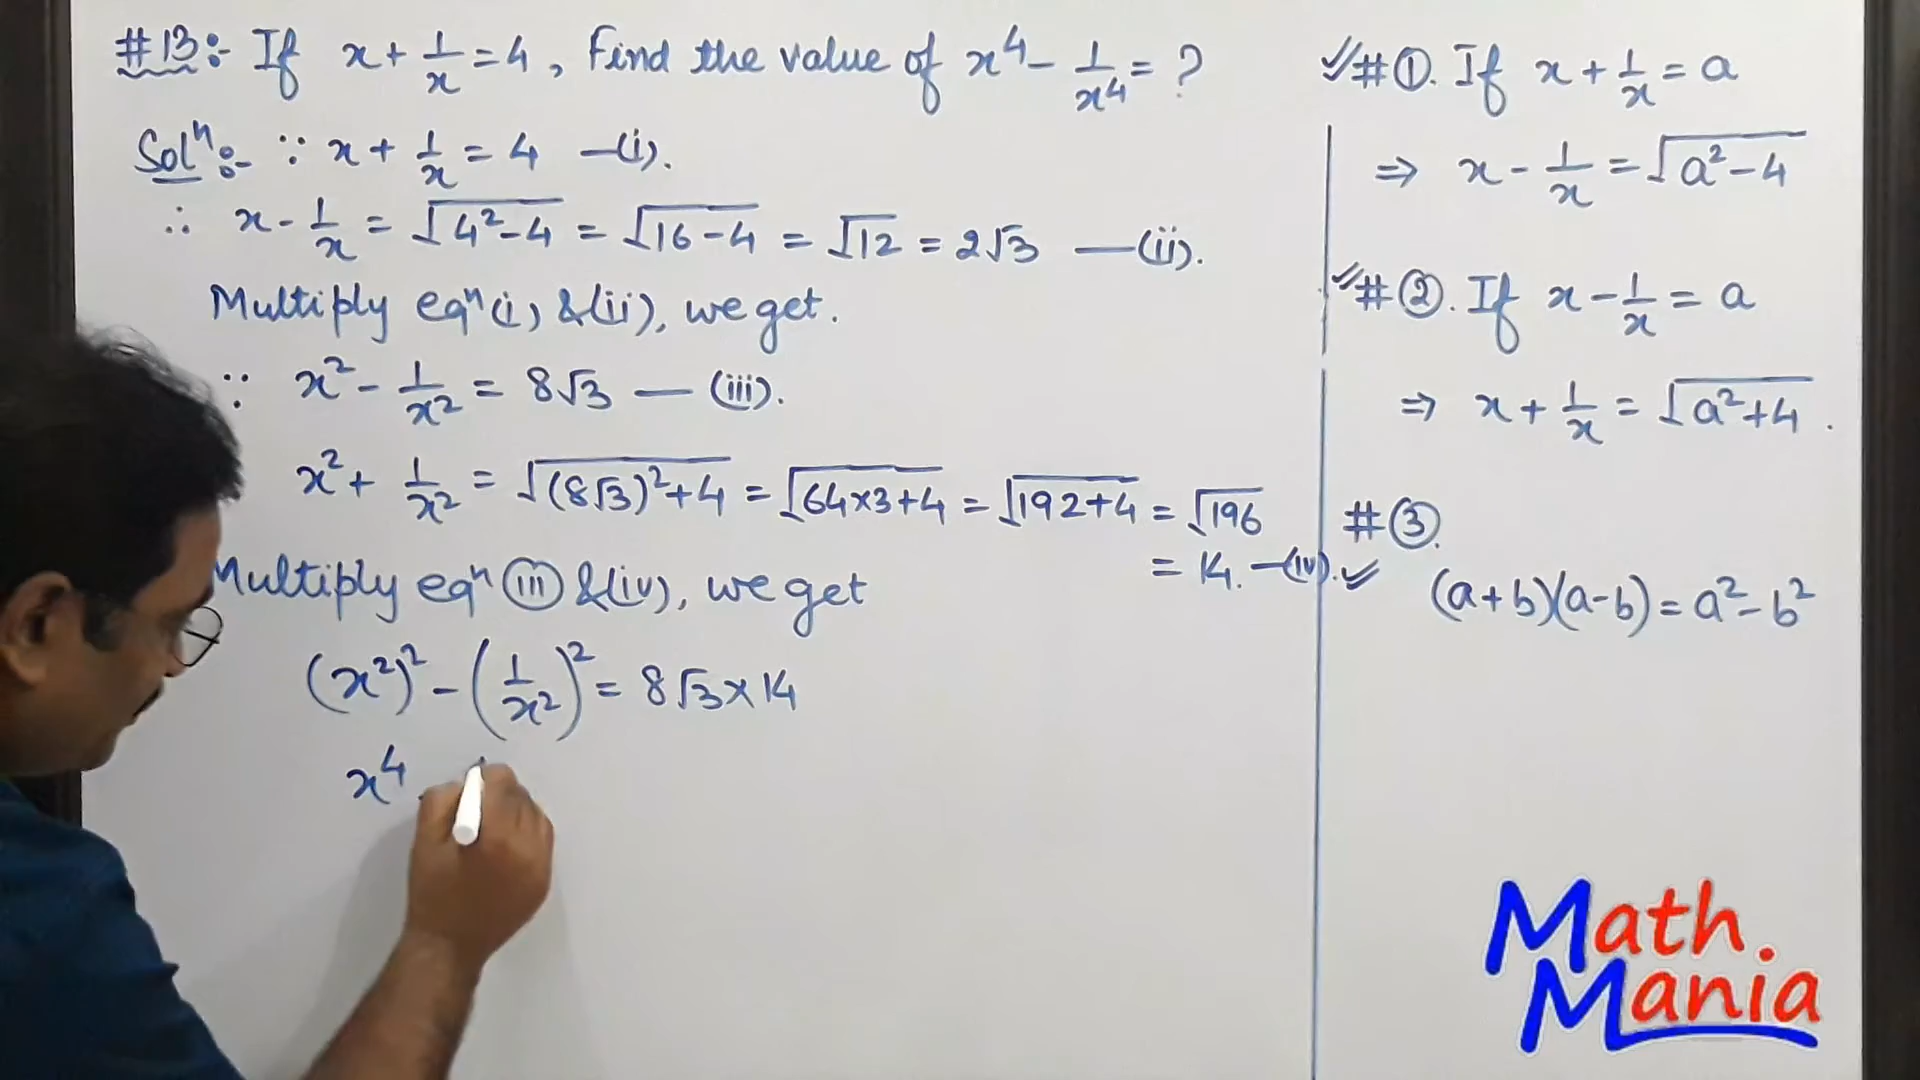 #13:- If x + 1/x = 4, Find the value of x⁴ - 1/x⁴ = ?
Solⁿ:- ∵ x + 1/x = 4 —(i).
∴ x - 1/x = √(4²-4) = √(16-4) = √12 = 2√3 —(ii).
Multiply eqⁿ (i) & (ii), we get.
∵ x² - 1/x² = 8√3 — (iii).
x² + 1/x² = √((8√3)²+4) = √(64×3+4) = √(192+4) = √196
= 14. —(iv).
Multiply eqⁿ (iii) & (iv), we get
(x²)² - (1/x²)² = 8√3 × 14
x⁴
✓# ①. If x + 1/x = a
⇒ x - 1/x = √(a²-4)
✓# ②. If x - 1/x = a
⇒ x + 1/x = √(a²+4).
# ③.
✓ (a+b)(a-b) = a²-b²
Math
Mania